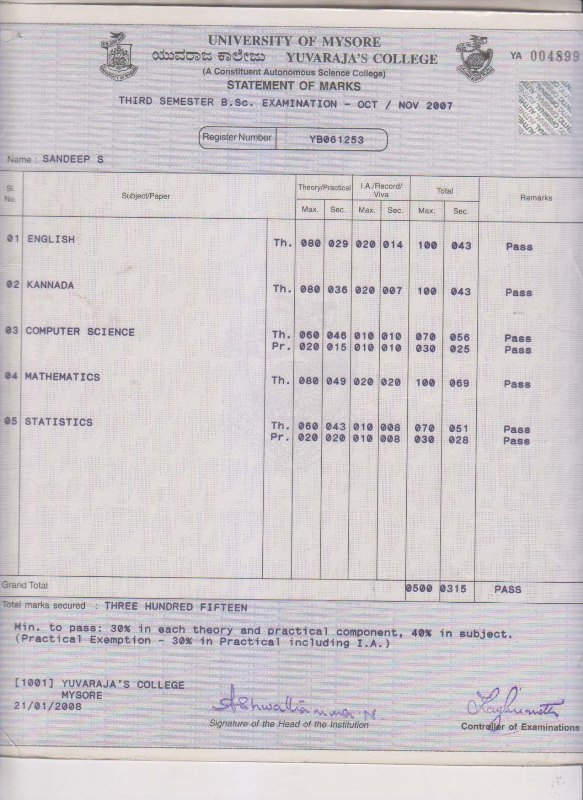 UNIVERSITY OF MYSORE
ಯುವರಾಜ ಕಾಲೇಜು YUVARAJA'S COLLEGE
YA 004899
(A Constituent Autonomous Science College)
STATEMENT OF MARKS
THIRD SEMESTER B.Sc. EXAMINATION - OCT / NOV 2007
Register Number YB061253
Name : SANDEEP S
Sl. No. Subject/Paper Theory/Practical I.A./Record/ Viva Total Remarks
Max. Sec. Max. Sec. Max. Sec.
01 ENGLISH Th. 080 029 020 014 100 043 Pass
02 KANNADA Th. 080 036 020 007 100 043 Pass
03 COMPUTER SCIENCE Th. 060 046 010 010 070 056 Pass
Pr. 020 015 010 010 030 025 Pass
04 MATHEMATICS Th. 080 049 020 020 100 069 Pass
05 STATISTICS Th. 060 043 010 008 070 051 Pass
Pr. 020 020 010 008 030 028 Pass
Grand Total 0500 0315 PASS
Total marks secured : THREE HUNDRED FIFTEEN
Min. to pass: 30% in each theory and practical component, 40% in subject.
(Practical Exemption - 30% in Practical including I.A.)
[1001] YUVARAJA'S COLLEGE
MYSORE
21/01/2008
Signature of the Head of the Institution
Controller of Examinations